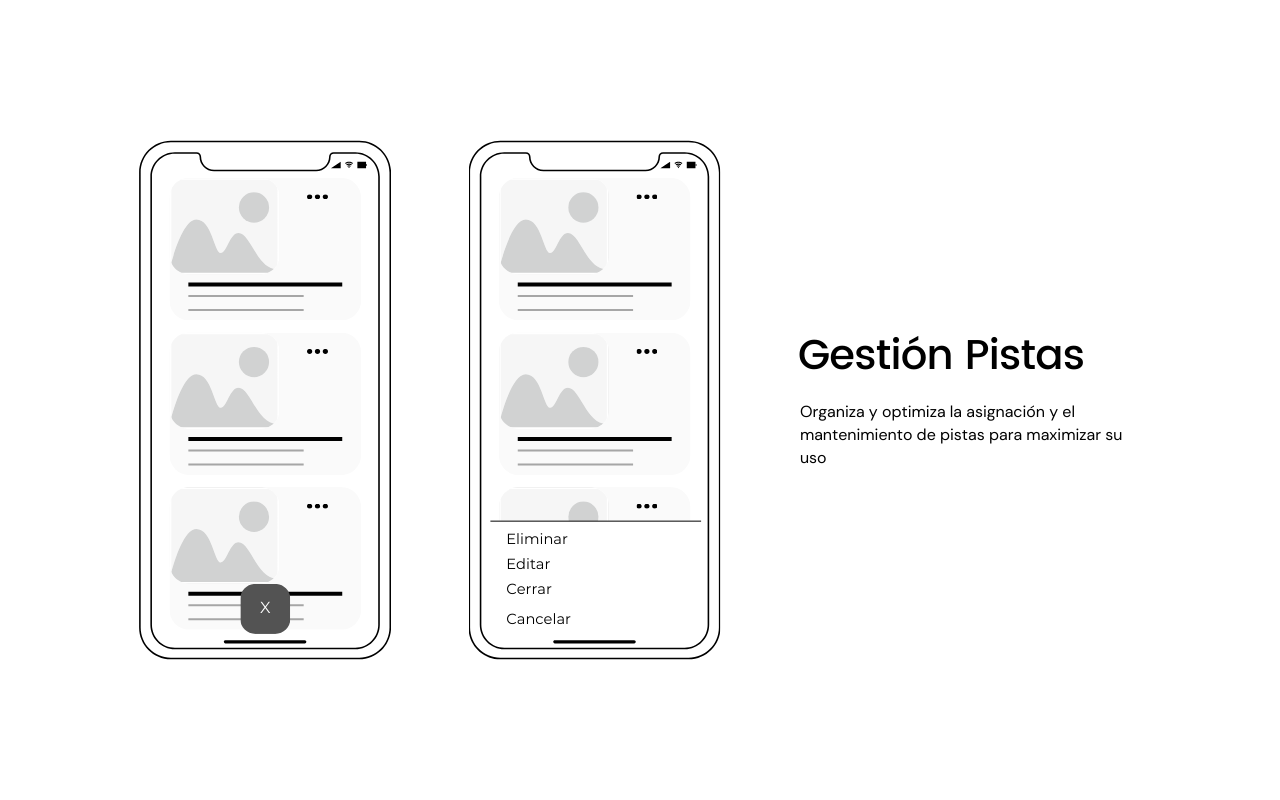 X
Eliminar
Editar
Cerrar
Cancelar
Gestión Pistas
Organiza y optimiza la asignación y el
mantenimiento de pistas para maximizar su
uso